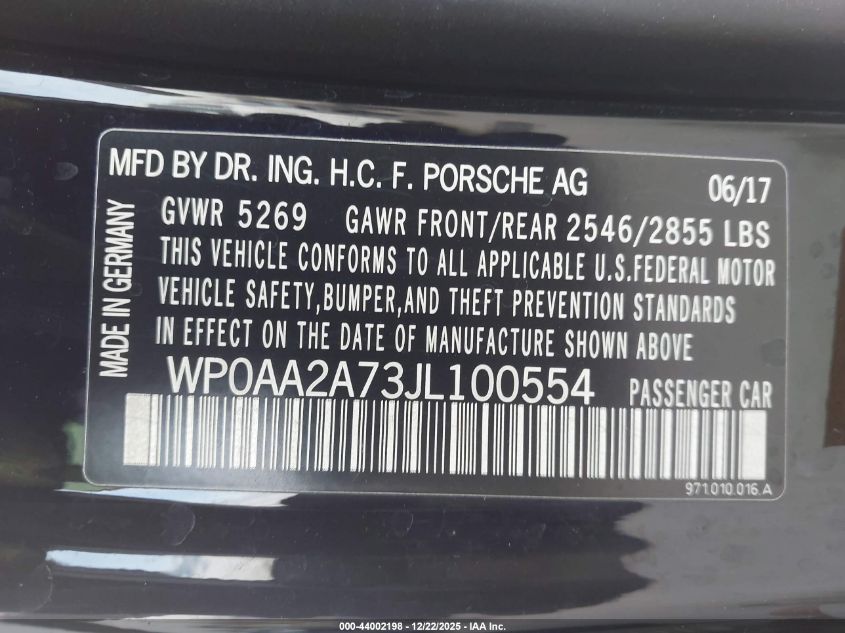 MFD BY DR. ING. H.C. F. PORSCHE AG 06/17
GVWR 5269 GAWR FRONT/REAR 2546/2855 LBS
THIS VEHICLE CONFORMS TO ALL APPLICABLE U.S.FEDERAL MOTOR
VEHICLE SAFETY,BUMPER,AND THEFT PREVENTION STANDARDS
IN EFFECT ON THE DATE OF MANUFACTURE SHOWN ABOVE
MADE IN GERMANY
WP0AA2A73JL100554 PASSENGER CAR
971.010.016.A
000-44002198 - 12/22/2025 - IAA Inc.